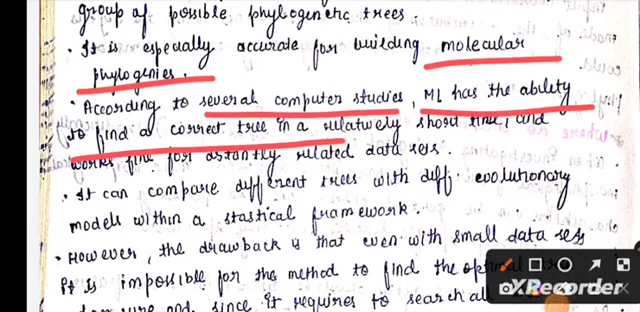 group of possible phylogenetic trees.
• It is especially accurate for building molecular
phylogenies.
• According to several computer studies, ML has the ability
to find a correct tree in a relatively short time, and
works fine for distantly related data sets.
• It can compare different trees with diff. evolutionary
models within a stastical framework.
• However, the drawback is that even with small data sets
it is impossible for the method to find the optimal
sure and since it requires to search all
XRecorder